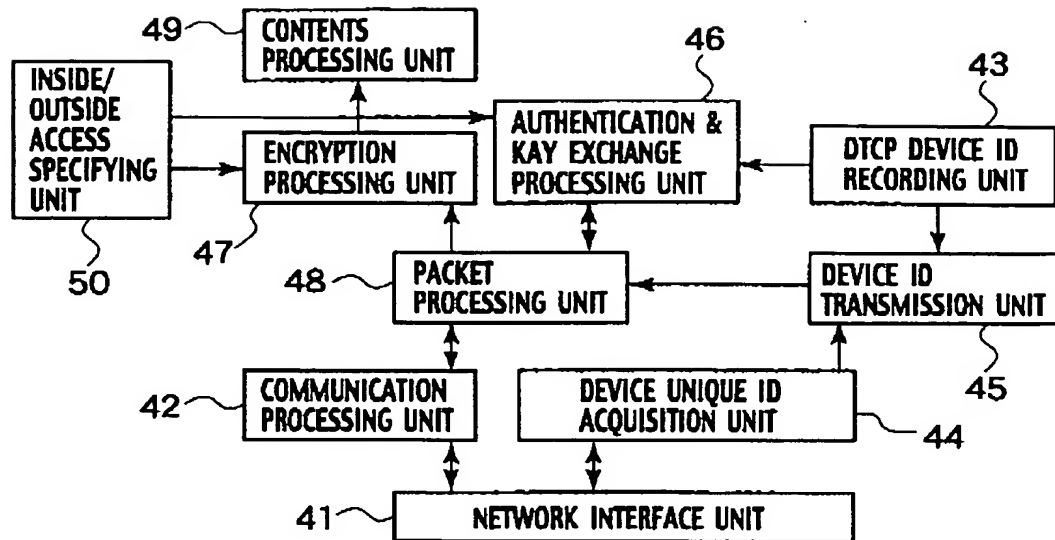 49
CONTENTS
PROCESSING UNIT
INSIDE/
OUTSIDE
ACCESS
SPECIFYING
UNIT
50
ENCRYPTION
PROCESSING UNIT
47
46
AUTHENTICATION &
KAY EXCHANGE
PROCESSING UNIT
43
DTCP DEVICE ID
RECORDING UNIT
48
PACKET
PROCESSING UNIT
DEVICE ID
TRANSMISSION UNIT
45
42
COMMUNICATION
PROCESSING UNIT
DEVICE UNIQUE ID
ACQUISITION UNIT
44
41
NETWORK INTERFACE UNIT